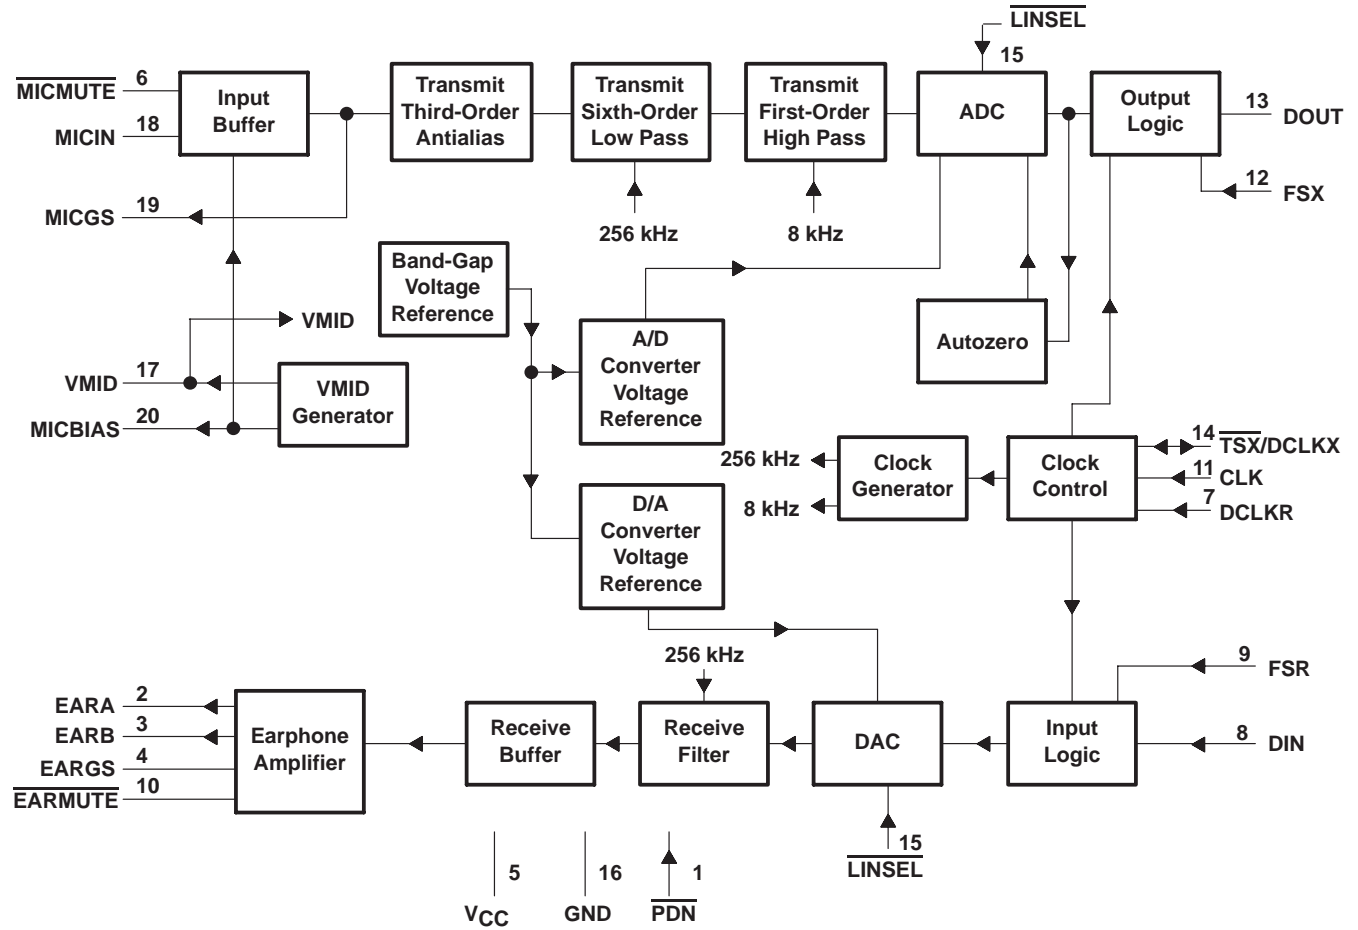 LINSEL
15
MICMUTE
6
MICIN
18
Input
Buffer
Transmit
Third-Order
Antialias
Transmit
Sixth-Order
Low Pass
Transmit
First-Order
High Pass
ADC
Output
Logic
13
DOUT
12
FSX
MICGS
19
256 kHz
8 kHz
Band-Gap
Voltage
Reference
VMID
VMID
17
MICBIAS
20
VMID
Generator
A/D
Converter
Voltage
Reference
Autozero
256 kHz
8 kHz
Clock
Generator
Clock
Control
14
TSX/DCLKX
11
CLK
7
DCLKR
D/A
Converter
Voltage
Reference
256 kHz
9
FSR
EARA
2
EARB
3
EARGS
4
EARMUTE
10
Earphone
Amplifier
Receive
Buffer
Receive
Filter
DAC
Input
Logic
8
DIN
15
LINSEL
5
VCC
16
GND
1
PDN